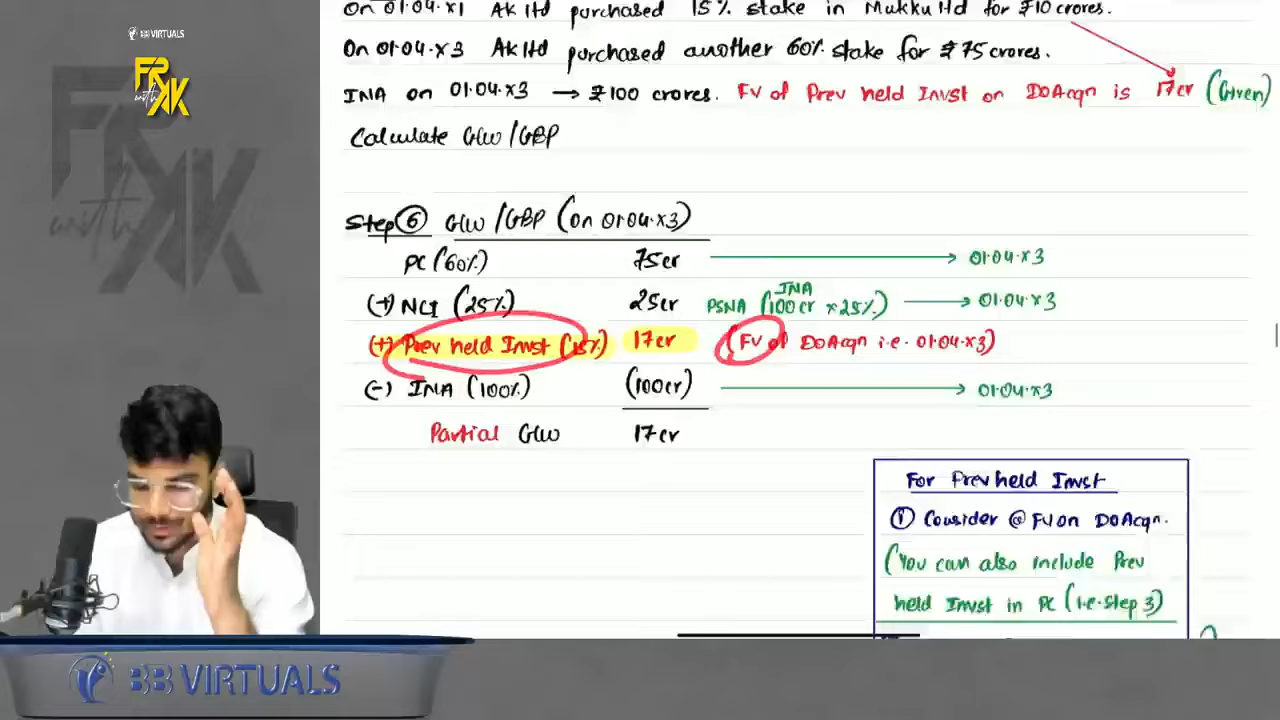 BB VIRTUALS
FR
with
AK
On 01.04.x1 AK ltd purchased 15% stake in Mukku ltd for ₹10 crores.
On 01.04.x3 AK ltd purchased another 60% stake for ₹75 crores.
INA on 01.04.x3 → ₹100 crores. FV of Prev held Invst on DOAcqn is 17cr (Given)
Calculate G/W /GBP
Step ⑥ G/W /GBP (on 01.04.x3)
PC (60%) 75cr → 01.04.x3
(+) NCI (25%) 25cr PSNA (100cr x 25%) → 01.04.x3
INA
(+) Prev held Invst (15%) 17cr (FV of DOAcqn i.e. 01.04.x3)
(-) INA (100%) (100cr) → 01.04.x3
Partial G/W 17cr
For Prev held Invst
① Consider @ FV on DOAcqn.
(You can also include Prev
held Invst in PC (i.e. Step 3)
BB VIRTUALS